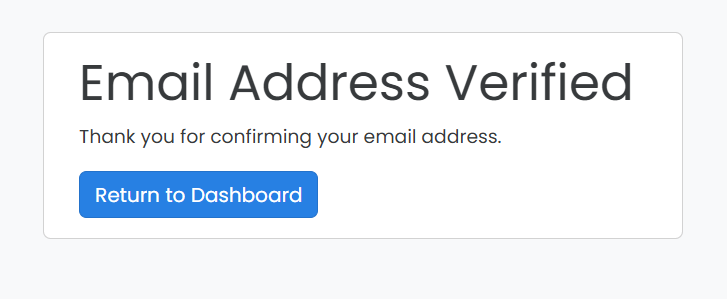 Email Address Verified
Thank you for confirming your email address.
Return to Dashboard